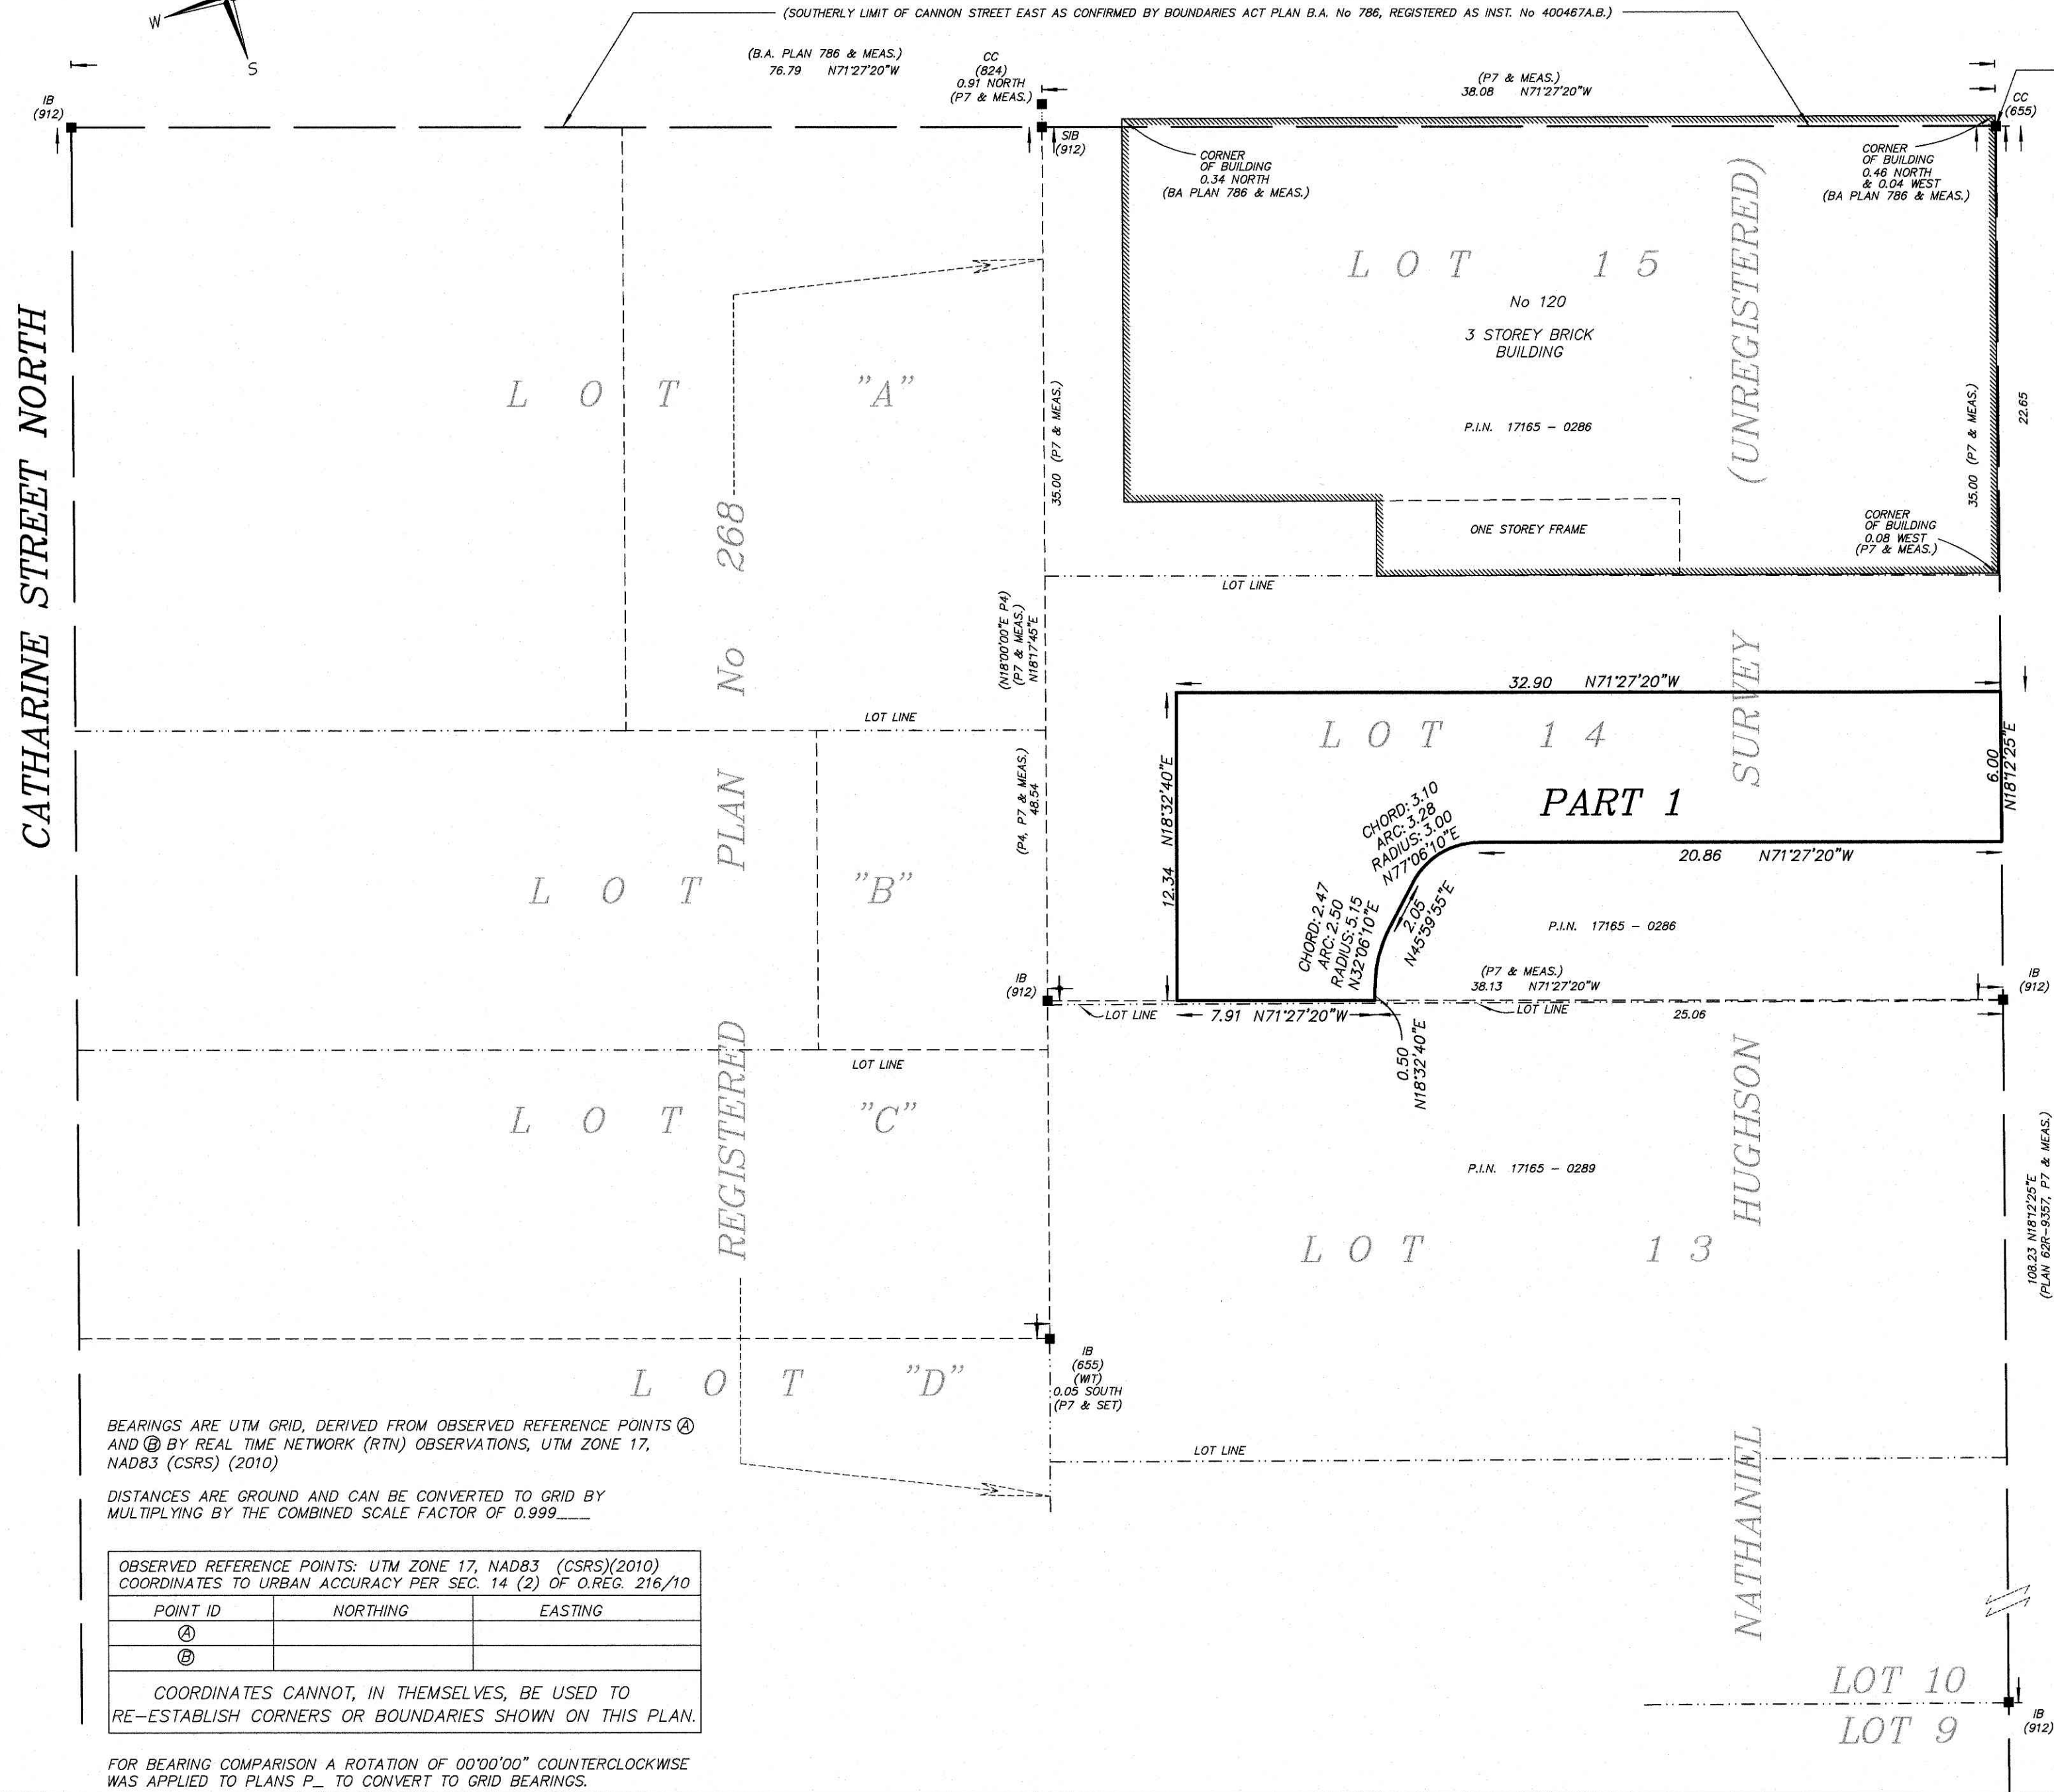 W
S
(SOUTHERLY LIMIT OF CANNON STREET EAST AS CONFIRMED BY BOUNDARIES ACT PLAN B.A. No 786, REGISTERED AS INST. No 400467A.B.)
(B.A. PLAN 786 & MEAS.)
76.79 N71°27'20"W
CC
(824)
0.91 NORTH
(P7 & MEAS.)
(P7 & MEAS.)
38.08 N71°27'20"W
IB
(912)
SIB
(912)
CC
(655)
CORNER
OF BUILDING
0.34 NORTH
(BA PLAN 786 & MEAS.)
CORNER
OF BUILDING
0.46 NORTH
& 0.04 WEST
(BA PLAN 786 & MEAS.)
LOT 15
No 120
3 STOREY BRICK
BUILDING
P.I.N. 17165 - 0286
ONE STOREY FRAME
CORNER
OF BUILDING
0.08 WEST
(P7 & MEAS.)
35.00 (P7 & MEAS.)
35.00 (P7 & MEAS.)
22.65
(UNREGISTERED)
CATHARINE STREET NORTH
LOT "A"
LOT LINE
(N18°00'00"E P4)
(P7 & MEAS.)
N18°17'45"E
LOT LINE
32.90 N71°27'20"W
LOT 14
PART 1
SURVEY
6.00
N18°12'25"E
12.34 N18°32'40"E
(P4, P7 & MEAS.)
48.54
CHORD: 3.10
ARC: 3.28
RADIUS: 3.00
N77°06'10"E
CHORD: 2.47
ARC: 2.50
RADIUS: 5.15
N32°06'10"E
2.05
N45°59'55"E
20.86 N71°27'20"W
P.I.N. 17165 - 0286
(P7 & MEAS.)
38.13 N71°27'20"W
LOT "B"
IB
(912)
IB
(912)
LOT LINE
7.91 N71°27'20"W
LOT LINE
25.06
0.50
N18°32'40"E
LOT LINE
LOT "C"
REGISTERED PLAN No 268
P.I.N. 17165 - 0289
HUGHSON
LOT 13
108.23 N18°12'25"E
(PLAN 62R-9357, P7 & MEAS.)
IB
(655)
(WIT)
0.05 SOUTH
(P7 & SET)
LOT "D"
LOT LINE
NATHANIEL
BEARINGS ARE UTM GRID, DERIVED FROM OBSERVED REFERENCE POINTS Ⓐ
AND Ⓑ BY REAL TIME NETWORK (RTN) OBSERVATIONS, UTM ZONE 17,
NAD83 (CSRS) (2010)
DISTANCES ARE GROUND AND CAN BE CONVERTED TO GRID BY
MULTIPLYING BY THE COMBINED SCALE FACTOR OF 0.999___
OBSERVED REFERENCE POINTS: UTM ZONE 17, NAD83 (CSRS)(2010)
COORDINATES TO URBAN ACCURACY PER SEC. 14 (2) OF O.REG. 216/10
POINT ID NORTHING EASTING
Ⓐ
Ⓑ
COORDINATES CANNOT, IN THEMSELVES, BE USED TO
RE-ESTABLISH CORNERS OR BOUNDARIES SHOWN ON THIS PLAN.
FOR BEARING COMPARISON A ROTATION OF 00°00'00" COUNTERCLOCKWISE
WAS APPLIED TO PLANS P_ TO CONVERT TO GRID BEARINGS.
LOT 10
LOT 9
IB
(912)